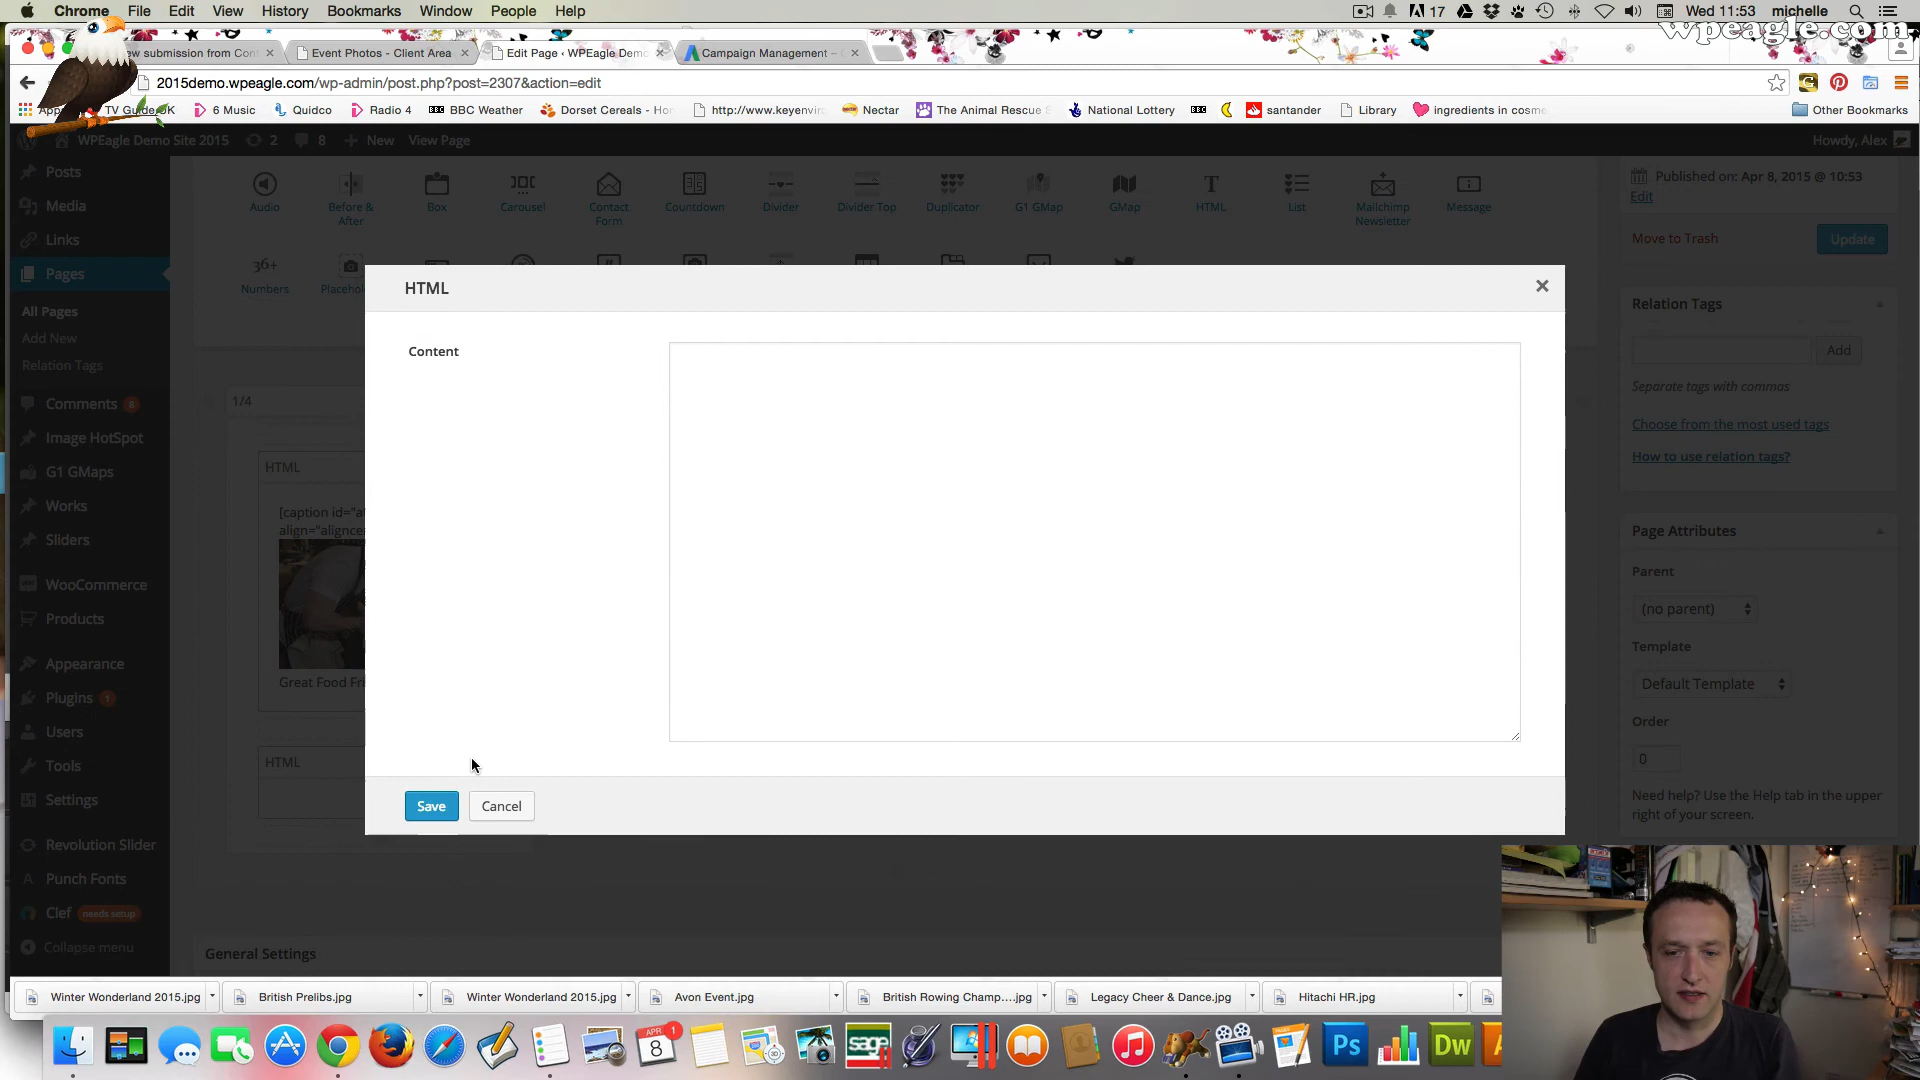 Chrome File Edit View History Bookmarks Window People Help 17 Wed 11:53 michelle
wpeagle.com
ew submission from Con Event Photos - Client Area Edit Page ‹ WPEagle Demo Campaign Management –
2015demo.wpeagle.com/wp-admin/post.php?post=2307&action=edit
TV Guide UK 6 Music Quidco Radio 4 BBC Weather Dorset Cereals - Ho http://www.keyenviro Nectar The Animal Rescue S National Lottery santander Library ingredients in cosme Other Bookmarks
WPEagle Demo Site 2015 2 8 New View Page Howdy, Alex
Posts
Media
Links
Pages
All Pages
Add New
Relation Tags
Comments 8
Image HotSpot
G1 GMaps
Works
Sliders
WooCommerce
Products
Appearance
Plugins 1
Users
Tools
Settings
Revolution Slider
Punch Fonts
Clef needs setup
Collapse menu
Audio
Before & After
Box
Carousel
Contact Form
Countdown
Divider
Divider Top
Duplicator
G1 GMap
GMap
HTML
List
Mailchimp Newsletter
Message
36+
Numbers
Placehol
1/4
HTML
[caption id="a
align="aligncen
Great Food Fri
HTML
HTML
Content
Save Cancel
General Settings
Published on: Apr 8, 2015 @ 10:53
Edit
Move to Trash Update
Relation Tags
Add
Separate tags with commas
Choose from the most used tags
How to use relation tags?
Page Attributes
Parent
(no parent)
Template
Default Template
Order
0
Need help? Use the Help tab in the upper
right of your screen.
Winter Wonderland 2015.jpg British Prelibs.jpg Winter Wonderland 2015.jpg Avon Event.jpg British Rowing Champ....jpg Legacy Cheer & Dance.jpg Hitachi HR.jpg
APR 1
8
sage
Ps
Dw